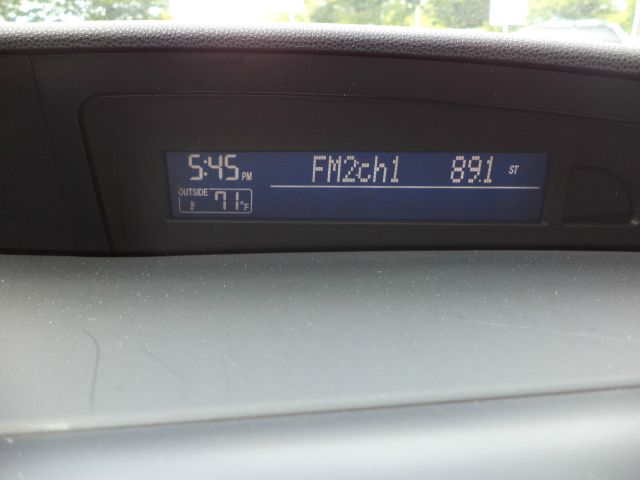 5:45 PM FM2ch1 89.1 ST
OUTSIDE
71°F